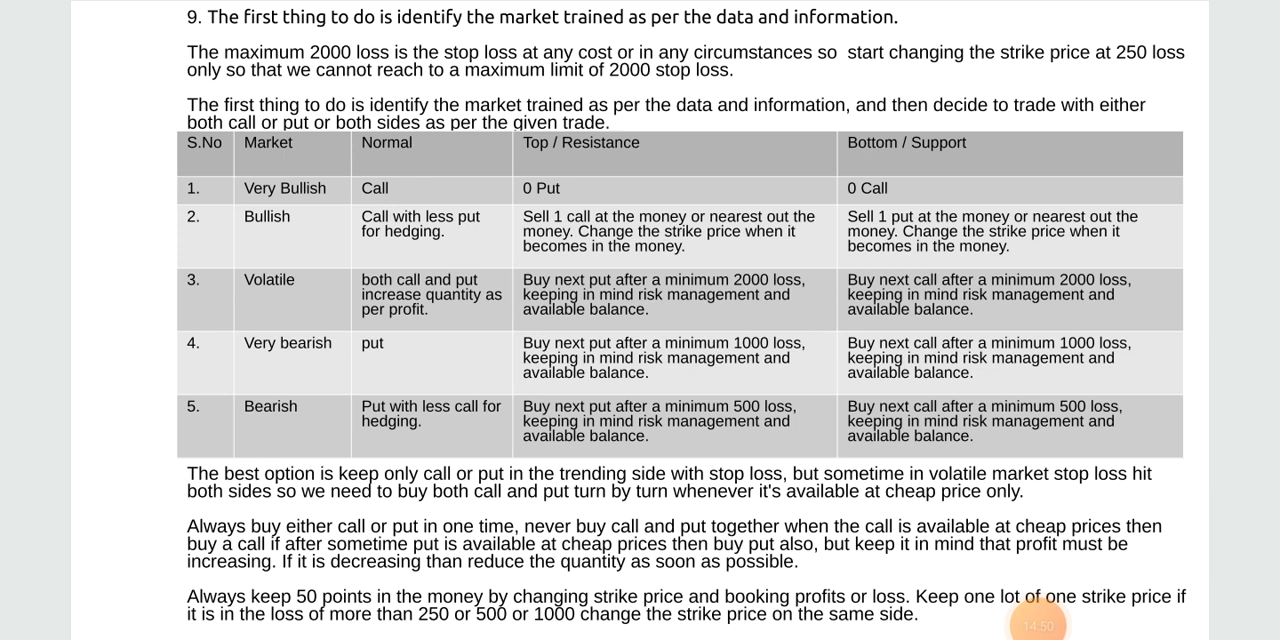 9. The first thing to do is identify the market trained as per the data and information.
The maximum 2000 loss is the stop loss at any cost or in any circumstances so  start changing the strike price at 250 loss
only so that we cannot reach to a maximum limit of 2000 stop loss.
The first thing to do is identify the market trained as per the data and information, and then decide to trade with either
both call or put or both sides as per the given trade.
S.No Market Normal Top / Resistance Bottom / Support
1. Very Bullish Call 0 Put 0 Call
2. Bullish Call with less put Sell 1 call at the money or nearest out the Sell 1 put at the money or nearest out the
for hedging. money. Change the strike price when it money. Change the strike price when it
becomes in the money. becomes in the money.
3. Volatile both call and put Buy next put after a minimum 2000 loss, Buy next call after a minimum 2000 loss,
increase quantity as keeping in mind risk management and keeping in mind risk management and
per profit. available balance. available balance.
4. Very bearish put Buy next put after a minimum 1000 loss, Buy next call after a minimum 1000 loss,
keeping in mind risk management and keeping in mind risk management and
available balance. available balance.
5. Bearish Put with less call for Buy next put after a minimum 500 loss, Buy next call after a minimum 500 loss,
hedging. keeping in mind risk management and keeping in mind risk management and
available balance. available balance.
The best option is keep only call or put in the trending side with stop loss, but sometime in volatile market stop loss hit
both sides so we need to buy both call and put turn by turn whenever it's available at cheap price only.
Always buy either call or put in one time, never buy call and put together when the call is available at cheap prices then
buy a call if after sometime put is available at cheap prices then buy put also, but keep it in mind that profit must be
increasing. If it is decreasing than reduce the quantity as soon as possible.
Always keep 50 points in the money by changing strike price and booking profits or loss. Keep one lot of one strike price if
it is in the loss of more than 250 or 500 or 1000 change the strike price on the same side.
14:50